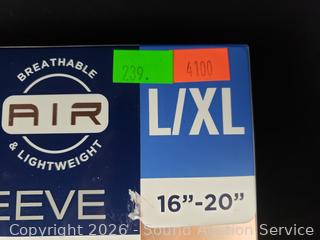 BREATHABLE
AIR
& LIGHTWEIGHT
239.
4100
L/XL
EEVE
16”-20”
Copyright 2026 - Sound Auction Service